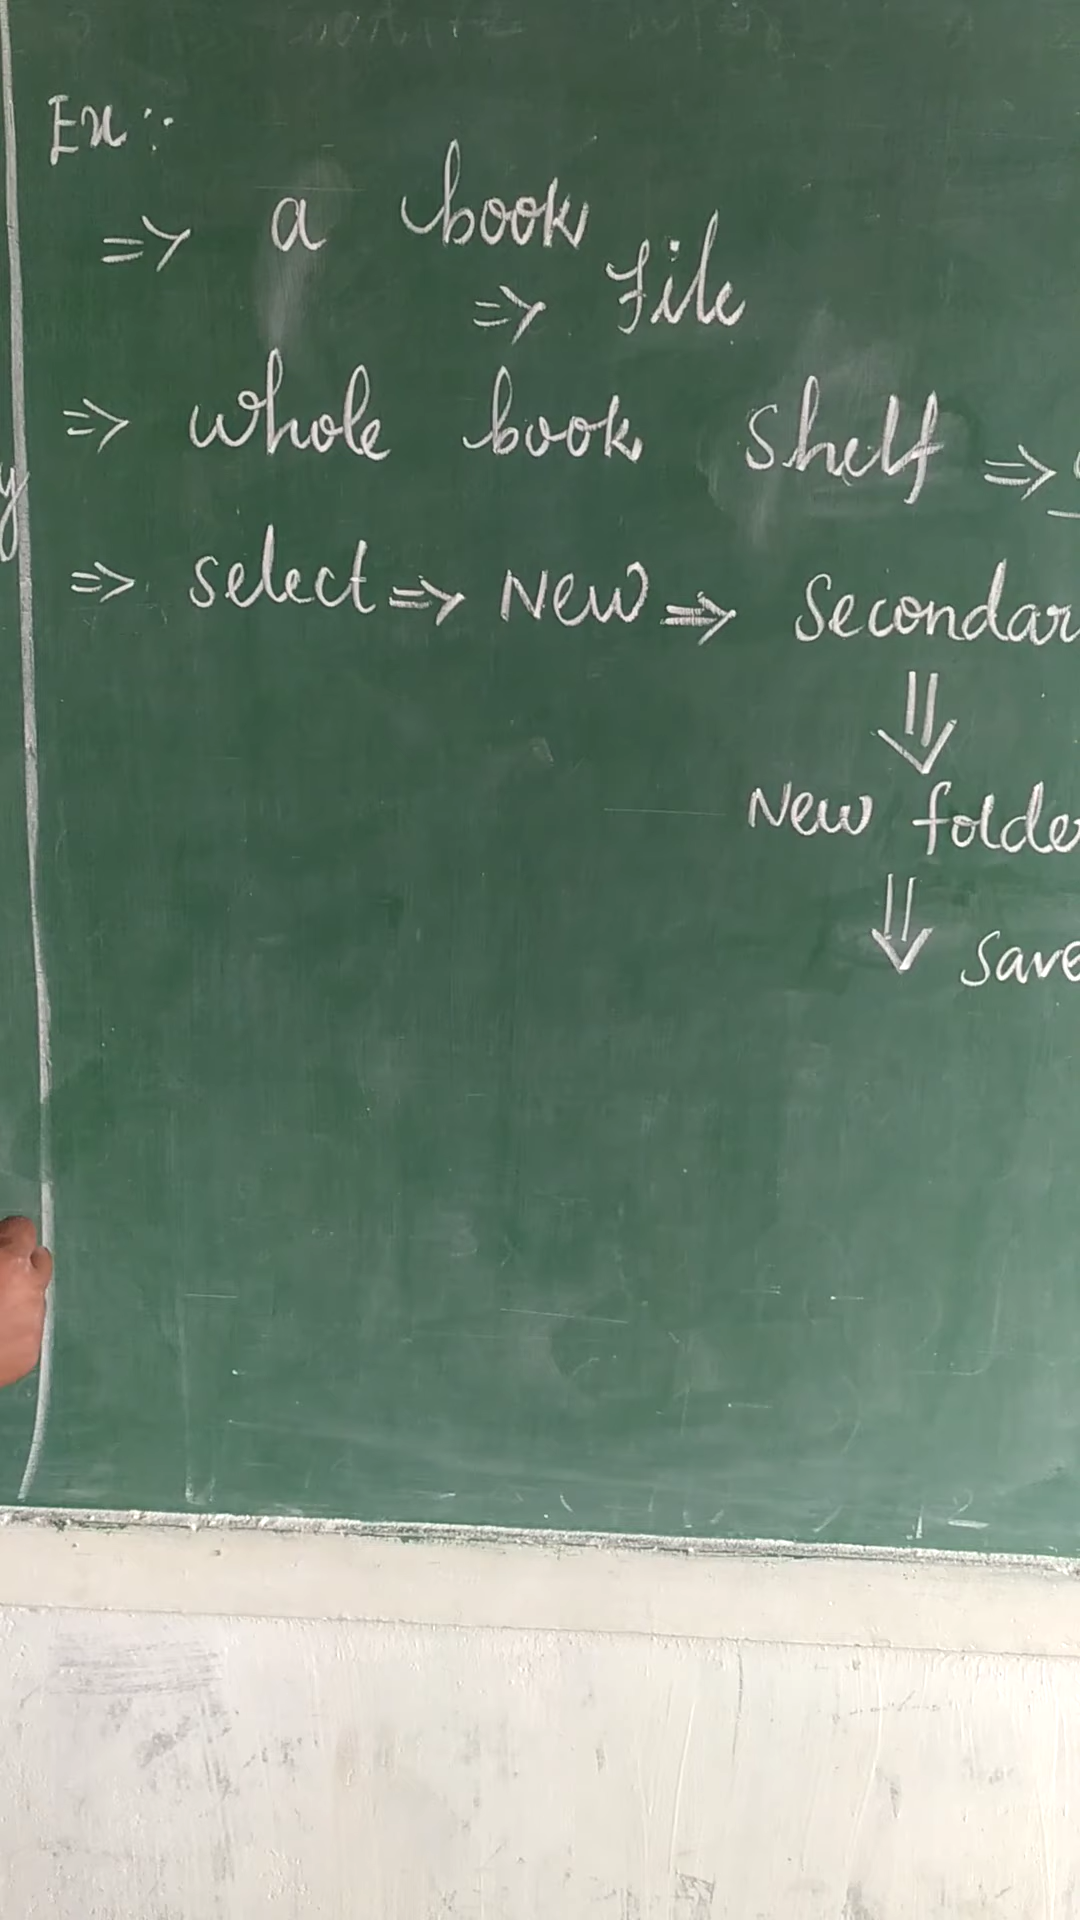 Ex :-
⇒ a book
⇒ File
⇒ whole book shelf ⇒
⇒ select ⇒ New ⇒ Secondar
⇓
New folde
⇓ Save